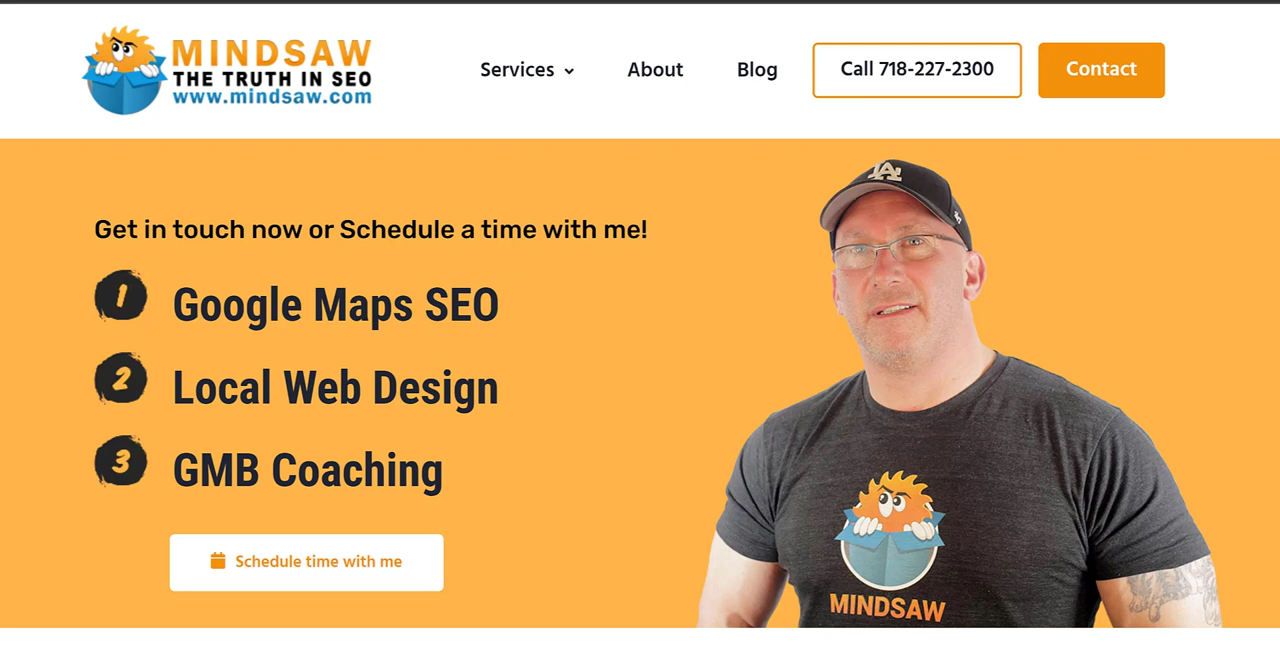 MINDSAW
THE TRUTH IN SEO
www.mindsaw.com
Services
About
Blog
Call 718-227-2300
Contact
Get in touch now or Schedule a time with me!
1 Google Maps SEO
2 Local Web Design
3 GMB Coaching
Schedule time with me
LA
MINDSAW